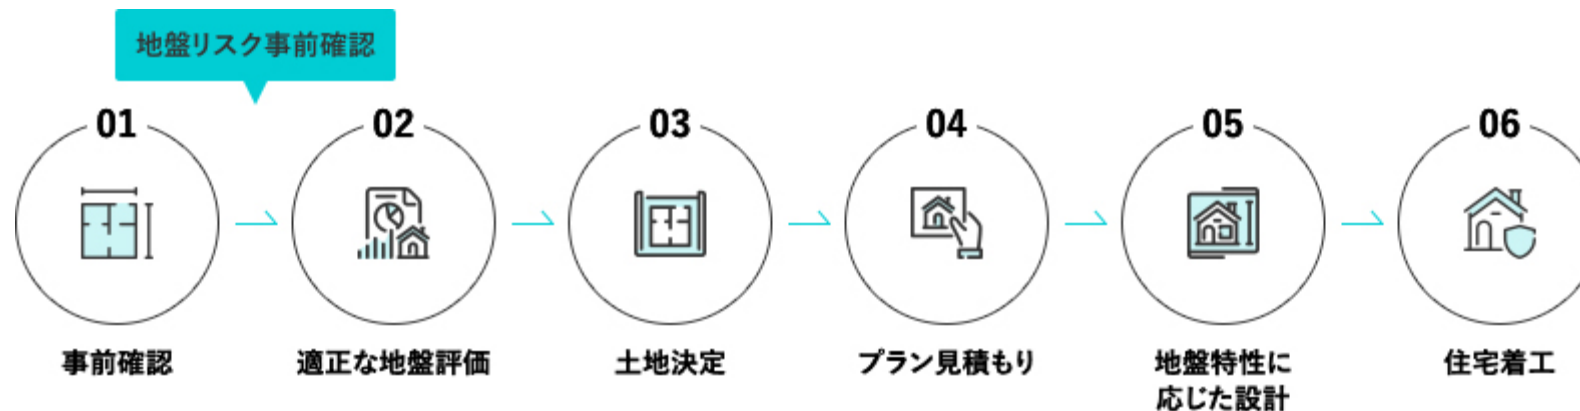 地盤リスク事前確認
01
02
03
04
05
06
事前確認
適正な地盤評価
土地決定
プラン見積もり
地盤特性に
応じた設計
住宅着工